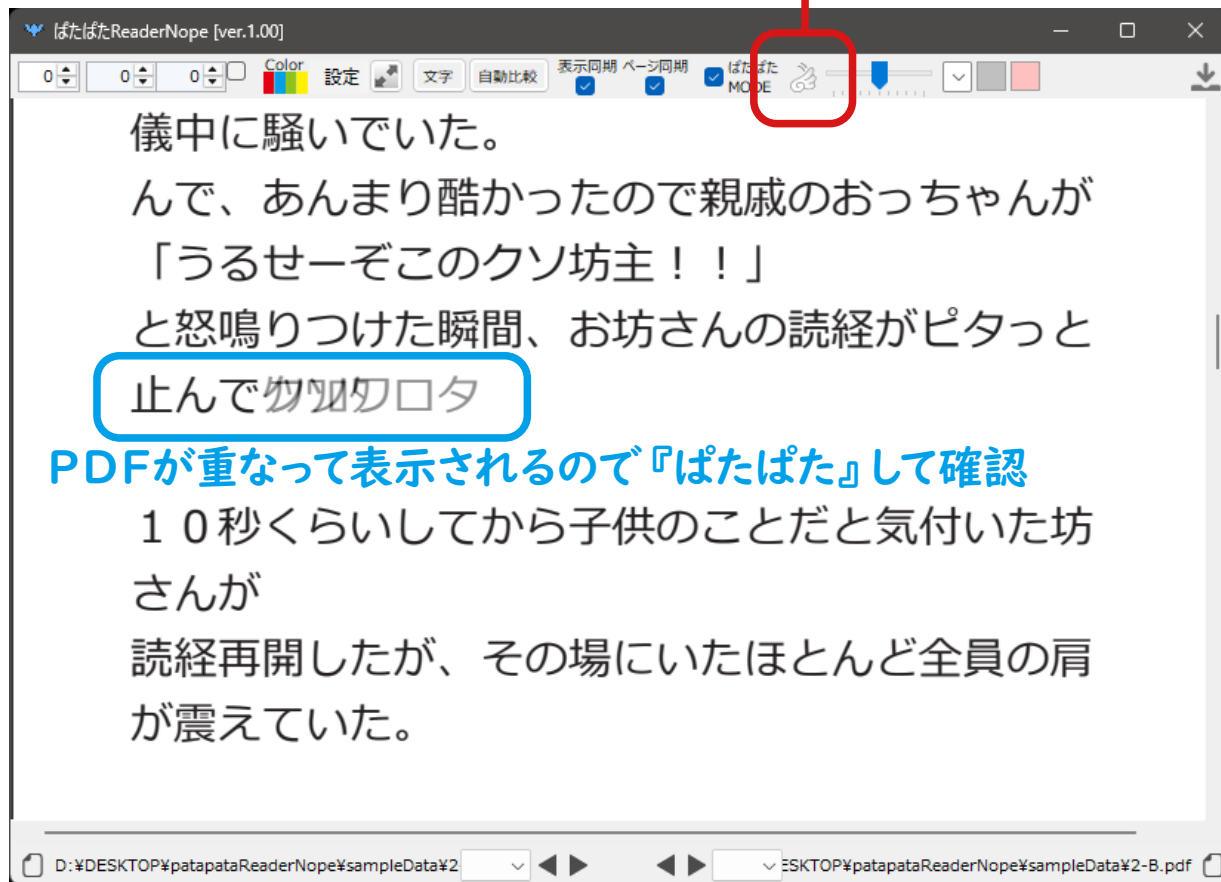 ぱたぱたReaderNope [ver.1.00]
0 0 0 Color 設定 文字 自動比較 表示同期 ページ同期 ぱたぱた MODE
儀中に騒いでいた。
んで、あんまり酷かったので親戚のおっちゃんが
「うるせーぞこのクソ坊主！！」
と怒鳴りつけた瞬間、お坊さんの読経がピタっと
止んで
ロタ
PDFが重なって表示されるので『ぱたぱた』して確認
１０秒くらいしてから子供のことだと気付いた坊
さんが
読経再開したが、その場にいたほとんど全員の肩
が震えていた。
D:¥DESKTOP¥patapataReaderNope¥sampleData¥2
ESKTOP¥patapataReaderNope¥sampleData¥2-B.pdf